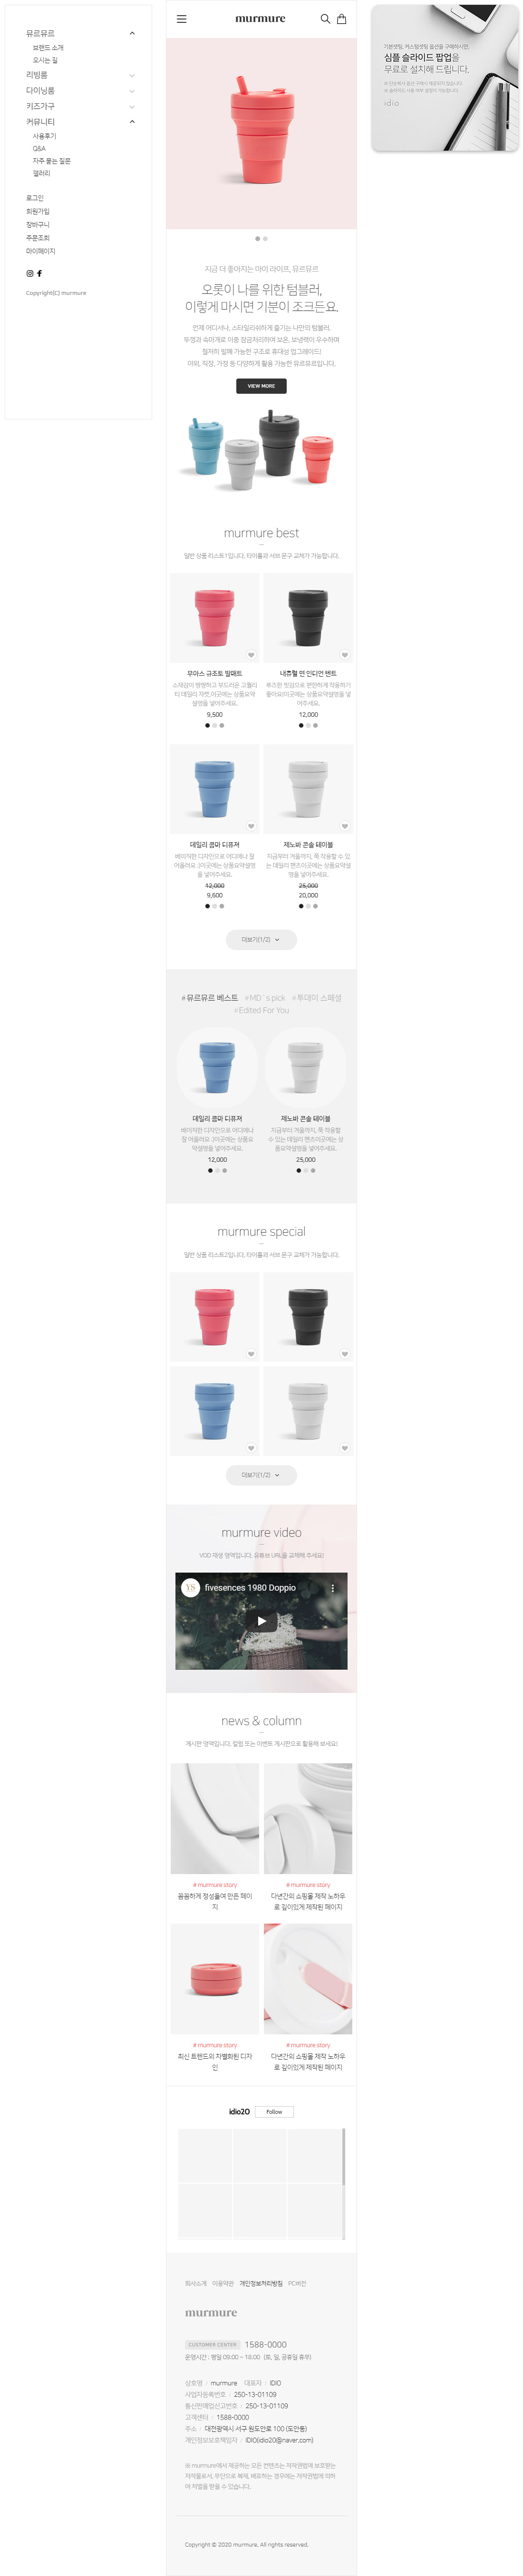 뮤르뮤르
브랜드 소개
오시는 길
리빙룸
다이닝룸
키즈가구
커뮤니티
사용후기
Q&A
자주 묻는 질문
갤러리
로그인
회원가입
장바구니
주문조회
마이페이지
Copyright(C) murmure
murmure
지금 더 좋아지는 마이 라이프, 뮤르뮤르
오롯이 나를 위한 텀블러,
이렇게 마시면 기분이 조크든요.
언제 어디서나, 스타일리쉬하게 즐기는 나만의 텀블러.
뚜껑과 속마개로 이중 잠금처리하여 보온, 보냉력이 우수하며
철저히 밀폐 가능한 구조로 휴대성 업그레이드!
야외, 직장, 가정 등 다양하게 활용 가능한 뮤르뮤르입니다.
VIEW MORE
murmure best
일반 상품 리스트1입니다. 타이틀과 서브 문구 교체가 가능합니다.
무아스 큐조토 발매트
소재감이 탱탱하고 부드러운 고퀄리
티 데일리 자켓!이곳에는 상품요약
설명을 넣어주세요.
9,500
내츄럴 먼 인디언 벤트
루즈한 핏감으로 편안하게 착용하기
좋아요!이곳에는 상품요약설명을 넣
어주세요.
12,000
데일리 콤마 디퓨져
베이직한 디자인으로 어디에나 잘
어울려요 :)이곳에는 상품요약설명
을 넣어주세요.
12,000
9,600
제노바 콘솔 테이블
지금부터 겨울까지, 쭉 착용할 수 있
는 데일리 팬츠이곳에는 상품요약설
명을 넣어주세요.
25,000
20,000
더보기(1/2)
#뮤르뮤르 베스트 #MD`s pick #투데이 스페셜
#Edited For You
데일리 콤마 디퓨져
베이직한 디자인으로 어디에나
잘 어울려요 :)이곳에는 상품요
약설명을 넣어주세요.
12,000
제노바 콘솔 테이블
지금부터 겨울까지, 쭉 착용할
수 있는 데일리 팬츠이곳에는 상
품요약설명을 넣어주세요.
25,000
murmure special
일반 상품 리스트2입니다. 타이틀과 서브 문구 교체가 가능합니다.
더보기(1/2)
murmure video
VOD 재생 영역입니다. 유튜브 URL을 교체해 주세요!
YS
fivesences 1980 Doppio
news & column
게시판 영역입니다. 칼럼 또는 이벤트 게시판으로 활용해 보세요!
# murmure story
꼼꼼하게 정성들여 만든 페이
지
# murmure story
다년간의 쇼핑몰 제작 노하우
로 깊이있게 제작된 페이지
# murmure story
최신 트렌드의 차별화된 디자
인
# murmure story
다년간의 쇼핑몰 제작 노하우
로 깊이있게 제작된 페이지
idio20 Follow
회사소개 이용약관 개인정보처리방침 PC버전
murmure
CUSTOMER CENTER 1588-0000
운영시간 : 평일 09:00 ~ 18:00 (토, 일, 공휴일 휴무)
상호명 / murmure 대표자 / IDIO
사업자등록번호 / 250-13-01109
통신판매업신고번호 / 250-13-01109
고객센터 / 1588-0000
주소 / 대전광역시 서구 원도안로 100 (도안동)
개인정보보호책임자 / IDIO(idio20@naver.com)
※ murmure에서 제공하는 모든 컨텐츠는 저작권법에 보호받는
저작물로서, 무단으로 복제, 배포하는 경우에는 저작권법에 의하
여 처벌을 받을 수 있습니다.
Copyright © 2020 murmure, All rights reserved.
기본셋팅, 커스텀셋팅 옵션을 구매하시면,
심플 슬라이드 팝업을
무료로 설치해 드립니다.
idio